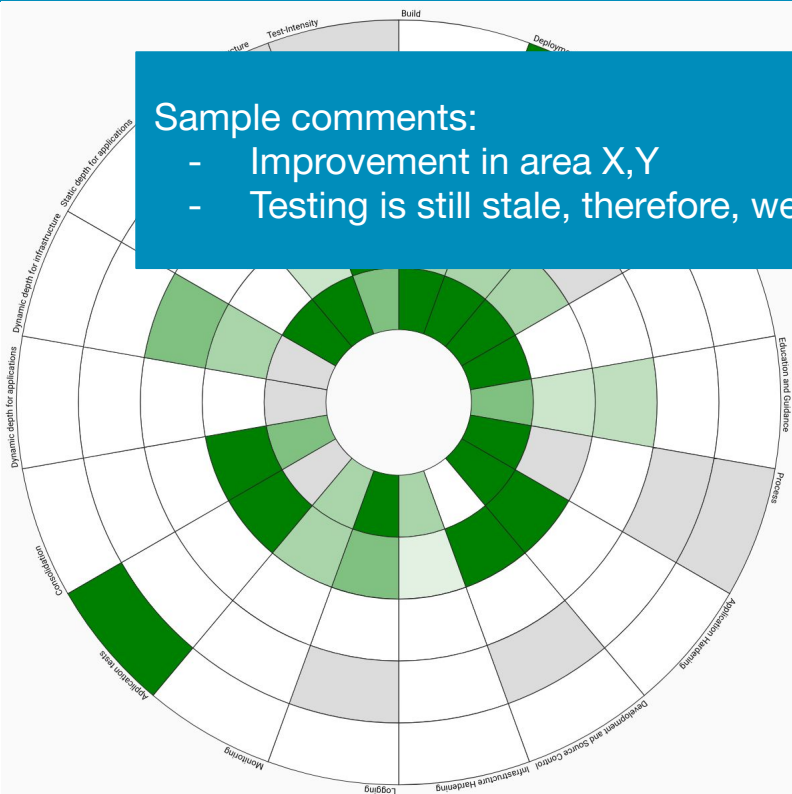 Build
Test-Intensity
Sample comments:
- Improvement in area X,Y
- Testing is still stale, therefore, we
Static depth for applications
Dynamic depth for infrastructure
Dynamic depth for applications
Education and Guidance
Process
Consolidation
Application Hardening
Application tests
Development and Source Control
Monitoring
Infrastructure Hardening
Logging